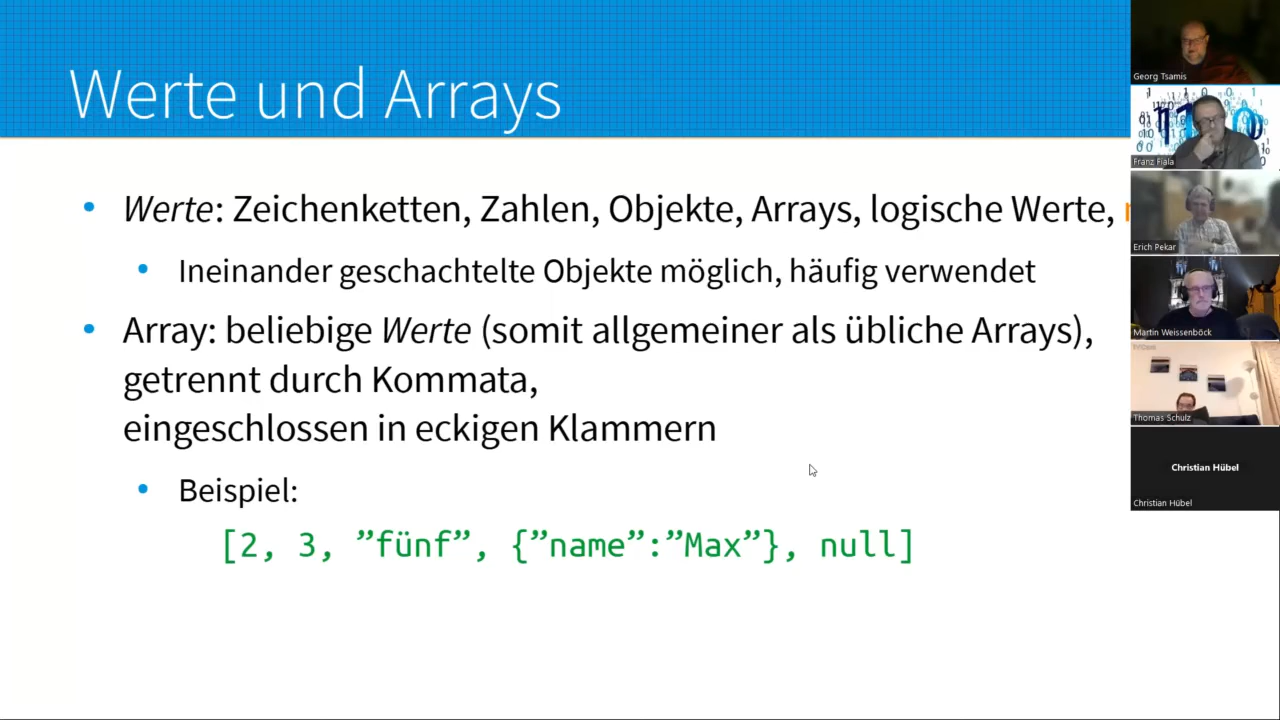 Werte und Arrays
• Werte: Zeichenketten, Zahlen, Objekte, Arrays, logische Werte,
• Ineinander geschachtelte Objekte möglich, häufig verwendet
• Array: beliebige Werte (somit allgemeiner als übliche Arrays),
getrennt durch Kommata,
eingeschlossen in eckigen Klammern
• Beispiel:
[2, 3, ”fünf”, {”name”:”Max”}, null]
Georg Tsamis
Franz Fiala
Erich Pekar
Martin Weissenböck
Thomas Schulz
Christian Hübel
Christian Hübel